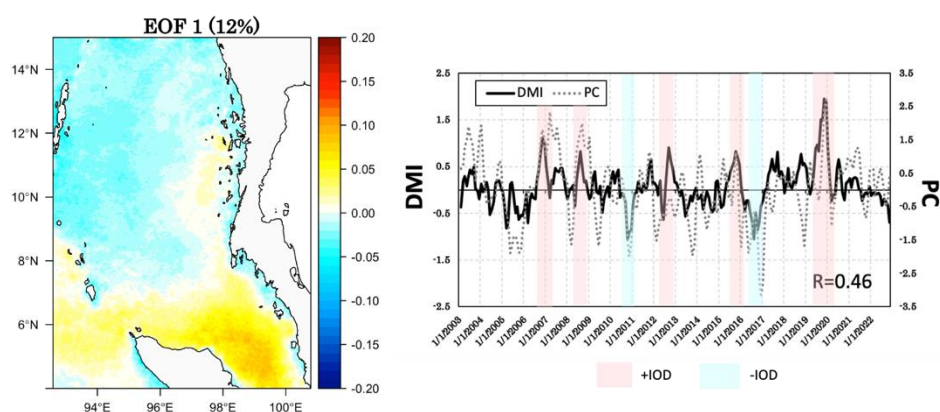 EOF 1 (12%)
14°N
12°N
10°N
8°N
6°N
94°E
96°E
98°E
100°E
0.20
0.15
0.10
0.05
0.00
-0.05
-0.10
-0.15
-0.20
DMI
PC
2.5
1.5
0.5
-0.5
-1.5
-2.5
DMI
3.5
2.5
1.5
0.5
-0.5
-1.5
-2.5
-3.5
PC
R=0.46
1/1/2003
1/1/2004
1/1/2005
1/1/2006
1/1/2007
1/1/2008
1/1/2009
1/1/2010
1/1/2011
1/1/2012
1/1/2013
1/1/2014
1/1/2015
1/1/2016
1/1/2017
1/1/2018
1/1/2019
1/1/2020
1/1/2021
1/1/2022
+IOD
-IOD